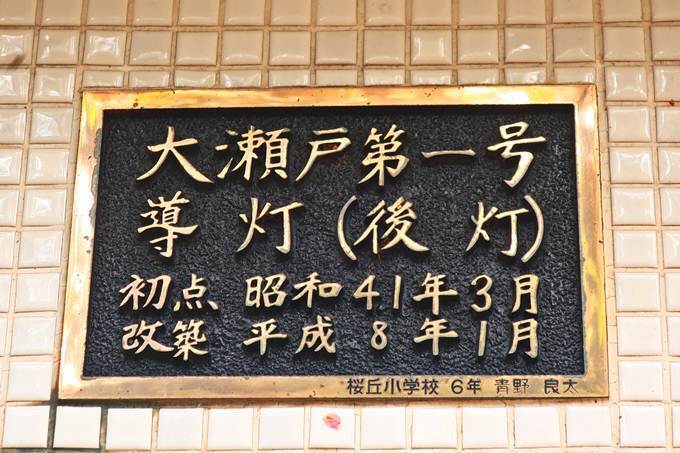 大瀬戸第一号
導灯(後灯)
初点 昭和41年3月
改築 平成8年1月
桜丘小学校 6年 青野 良太